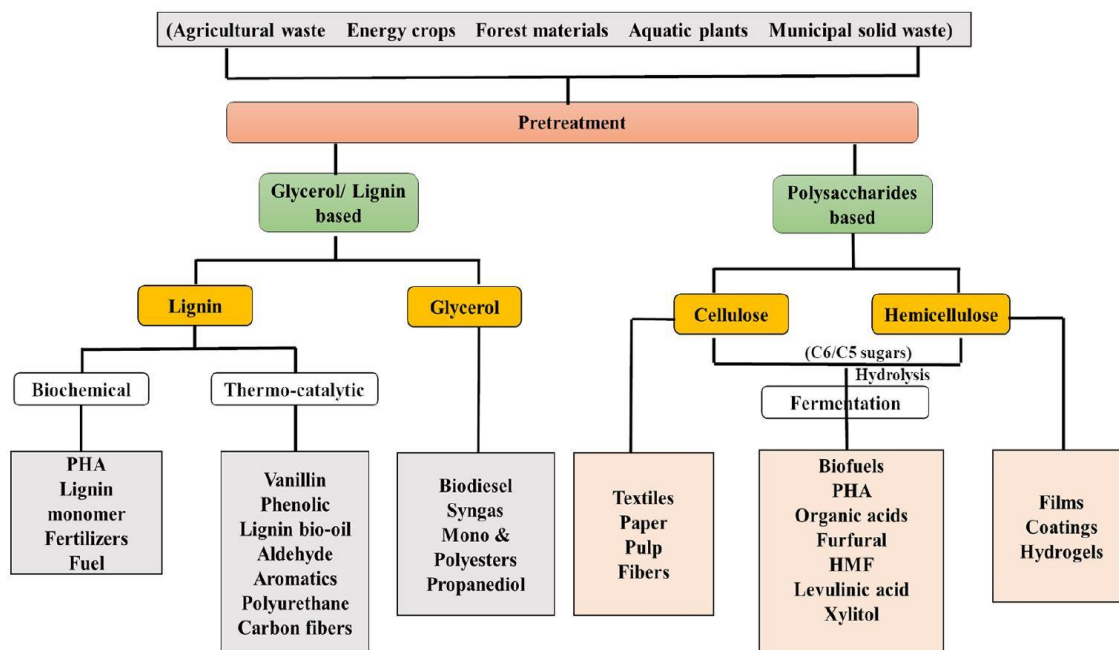 (Agricultural waste Energy crops Forest materials Aquatic plants Municipal solid waste)
Pretreatment
Glycerol/ Lignin
based
Polysaccharides
based
Lignin
Glycerol
Cellulose
Hemicellulose
(C6/C5 sugars)
Hydrolysis
Biochemical
Thermo-catalytic
Fermentation
PHA
Lignin
monomer
Fertilizers
Fuel
Vanillin
Phenolic
Lignin bio-oil
Aldehyde
Aromatics
Polyurethane
Carbon fibers
Biodiesel
Syngas
Mono &
Polyesters
Propanediol
Textiles
Paper
Pulp
Fibers
Biofuels
PHA
Organic acids
Furfural
HMF
Levulinic acid
Xylitol
Films
Coatings
Hydrogels